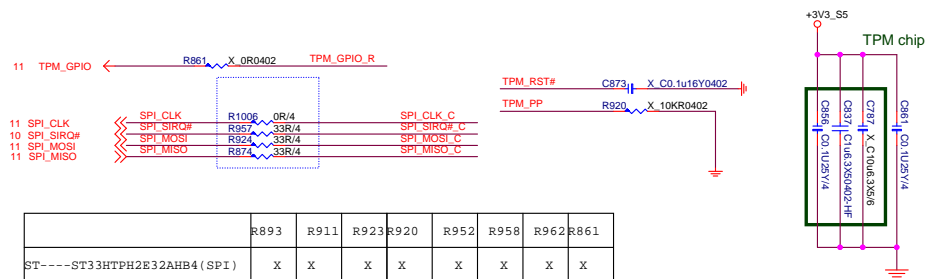 +3V3_S5
TPM chip
11 TPM_GPIO R861 X_0R0402 TPM_GPIO_R
TPM_RST# C873 X_C0.1u16Y0402
TPM_PP R920 X_10KR0402
11 SPI_CLK SPI_CLK R1006 0R/4 SPI_CLK_C
10 SPI_SIRQ# SPI_SIRQ# R957 33R/4 SPI_SIRQ#_C
11 SPI_MOSI SPI_MOSI R924 33R/4 SPI_MOSI_C
11 SPI_MISO SPI_MISO R874 33R/4 SPI_MISO_C
C856 C0.1U25Y/4
C837 C1u6.3X50402-HF
C787 X_C10u6.3X5/6
C861 C0.1U25Y/4
R893 R911 R923 R920 R952 R958 R962 R861
ST----ST33HTPH2E32AHB4(SPI) X X X X X X X X